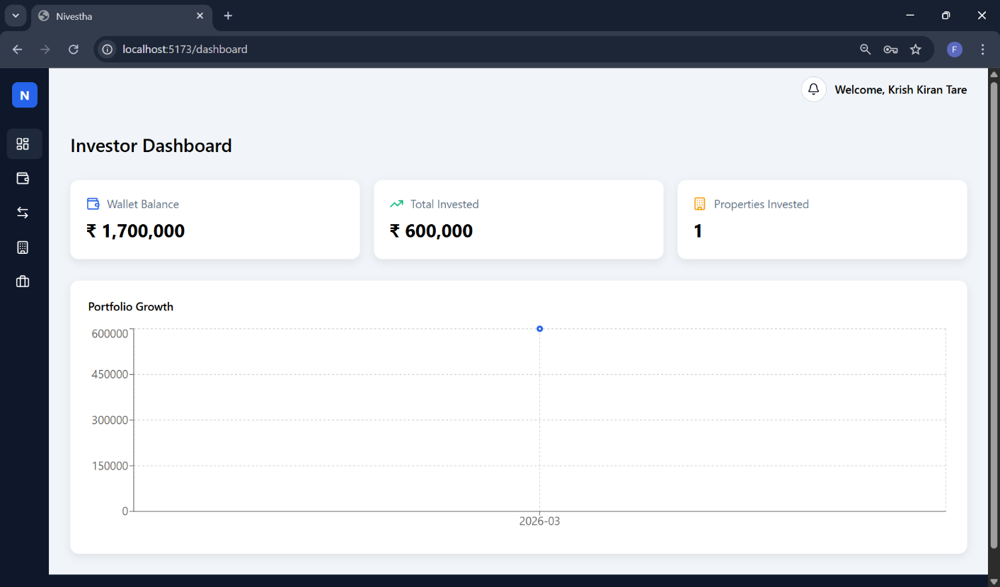 Nivestha
localhost:5173/dashboard
F
N
Welcome, Krish Kiran Tare
Investor Dashboard
Wallet Balance
₹ 1,700,000
Total Invested
₹ 600,000
Properties Invested
1
Portfolio Growth
600000
450000
300000
150000
0
2026-03